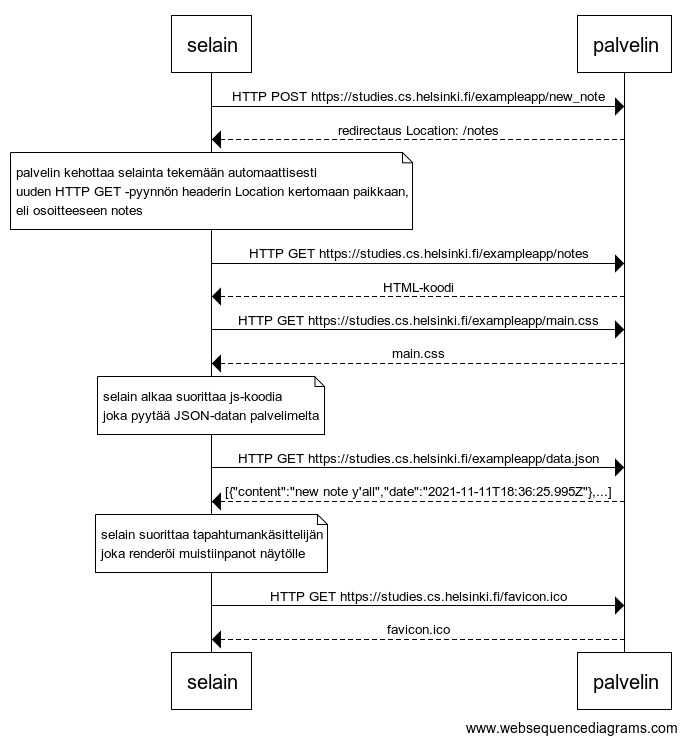 selain
palvelin
HTTP POST https://studies.cs.helsinki.fi/exampleapp/new_note
redirectaus Location: /notes
palvelin kehottaa selainta tekemään automaattisesti
uuden HTTP GET -pyynnön headerin Location kertomaan paikkaan,
eli osoitteeseen notes
HTTP GET https://studies.cs.helsinki.fi/exampleapp/notes
HTML-koodi
HTTP GET https://studies.cs.helsinki.fi/exampleapp/main.css
main.css
selain alkaa suorittaa js-koodia
joka pyytää JSON-datan palvelimelta
HTTP GET https://studies.cs.helsinki.fi/exampleapp/data.json
[{"content":"new note y'all","date":"2021-11-11T18:36:25.995Z"},...]
selain suorittaa tapahtumankäsittelijän
joka renderöi muistiinpanot näytölle
HTTP GET https://studies.cs.helsinki.fi/favicon.ico
favicon.ico
selain
palvelin
www.websequencediagrams.com